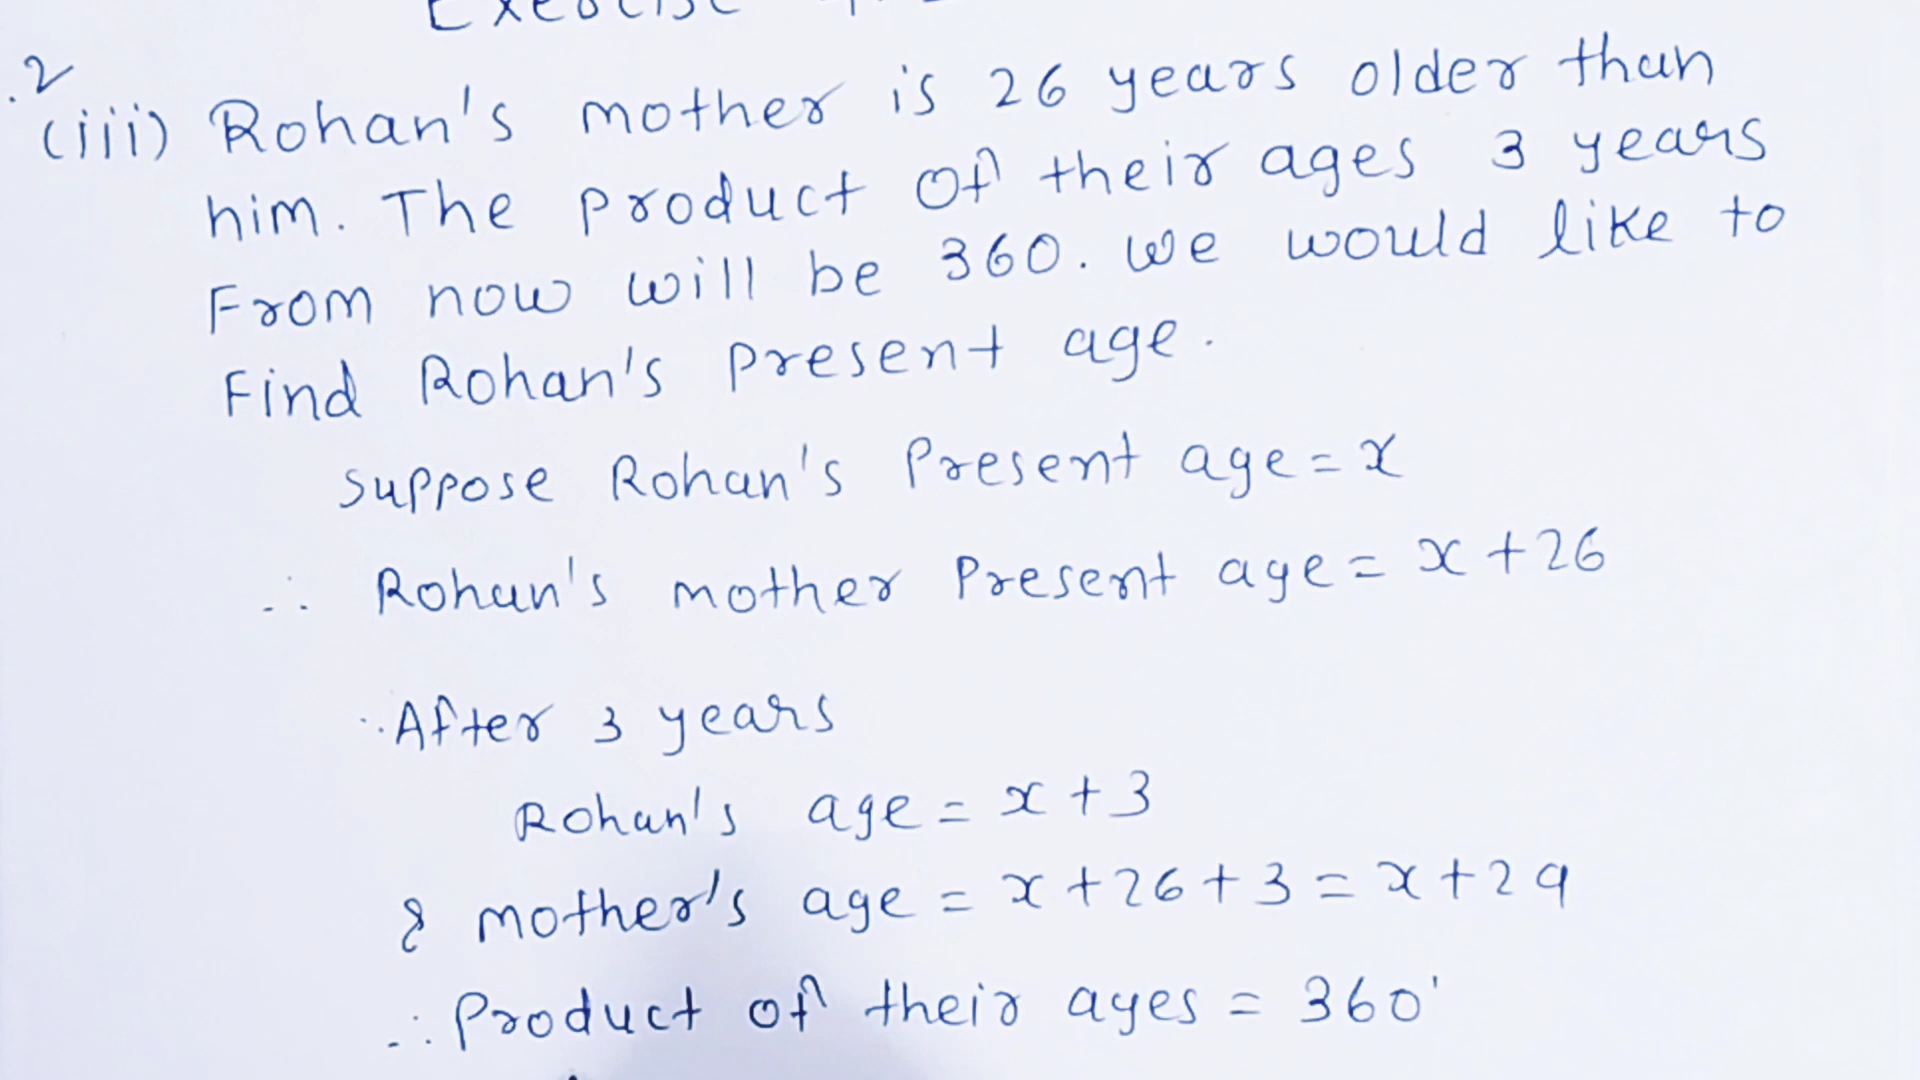 Exercise
.2
(iii) Rohan's mother is 26 years older than
him. The product of their ages 3 years
From now will be 360. We would like to
Find Rohan's present age.
Suppose Rohan's Present age = x
∴ Rohan's mother Present age = x + 26
∴ After 3 years
Rohan's age = x + 3
& mother's age = x + 26 + 3 = x + 29
∴ Product of their ages = 360